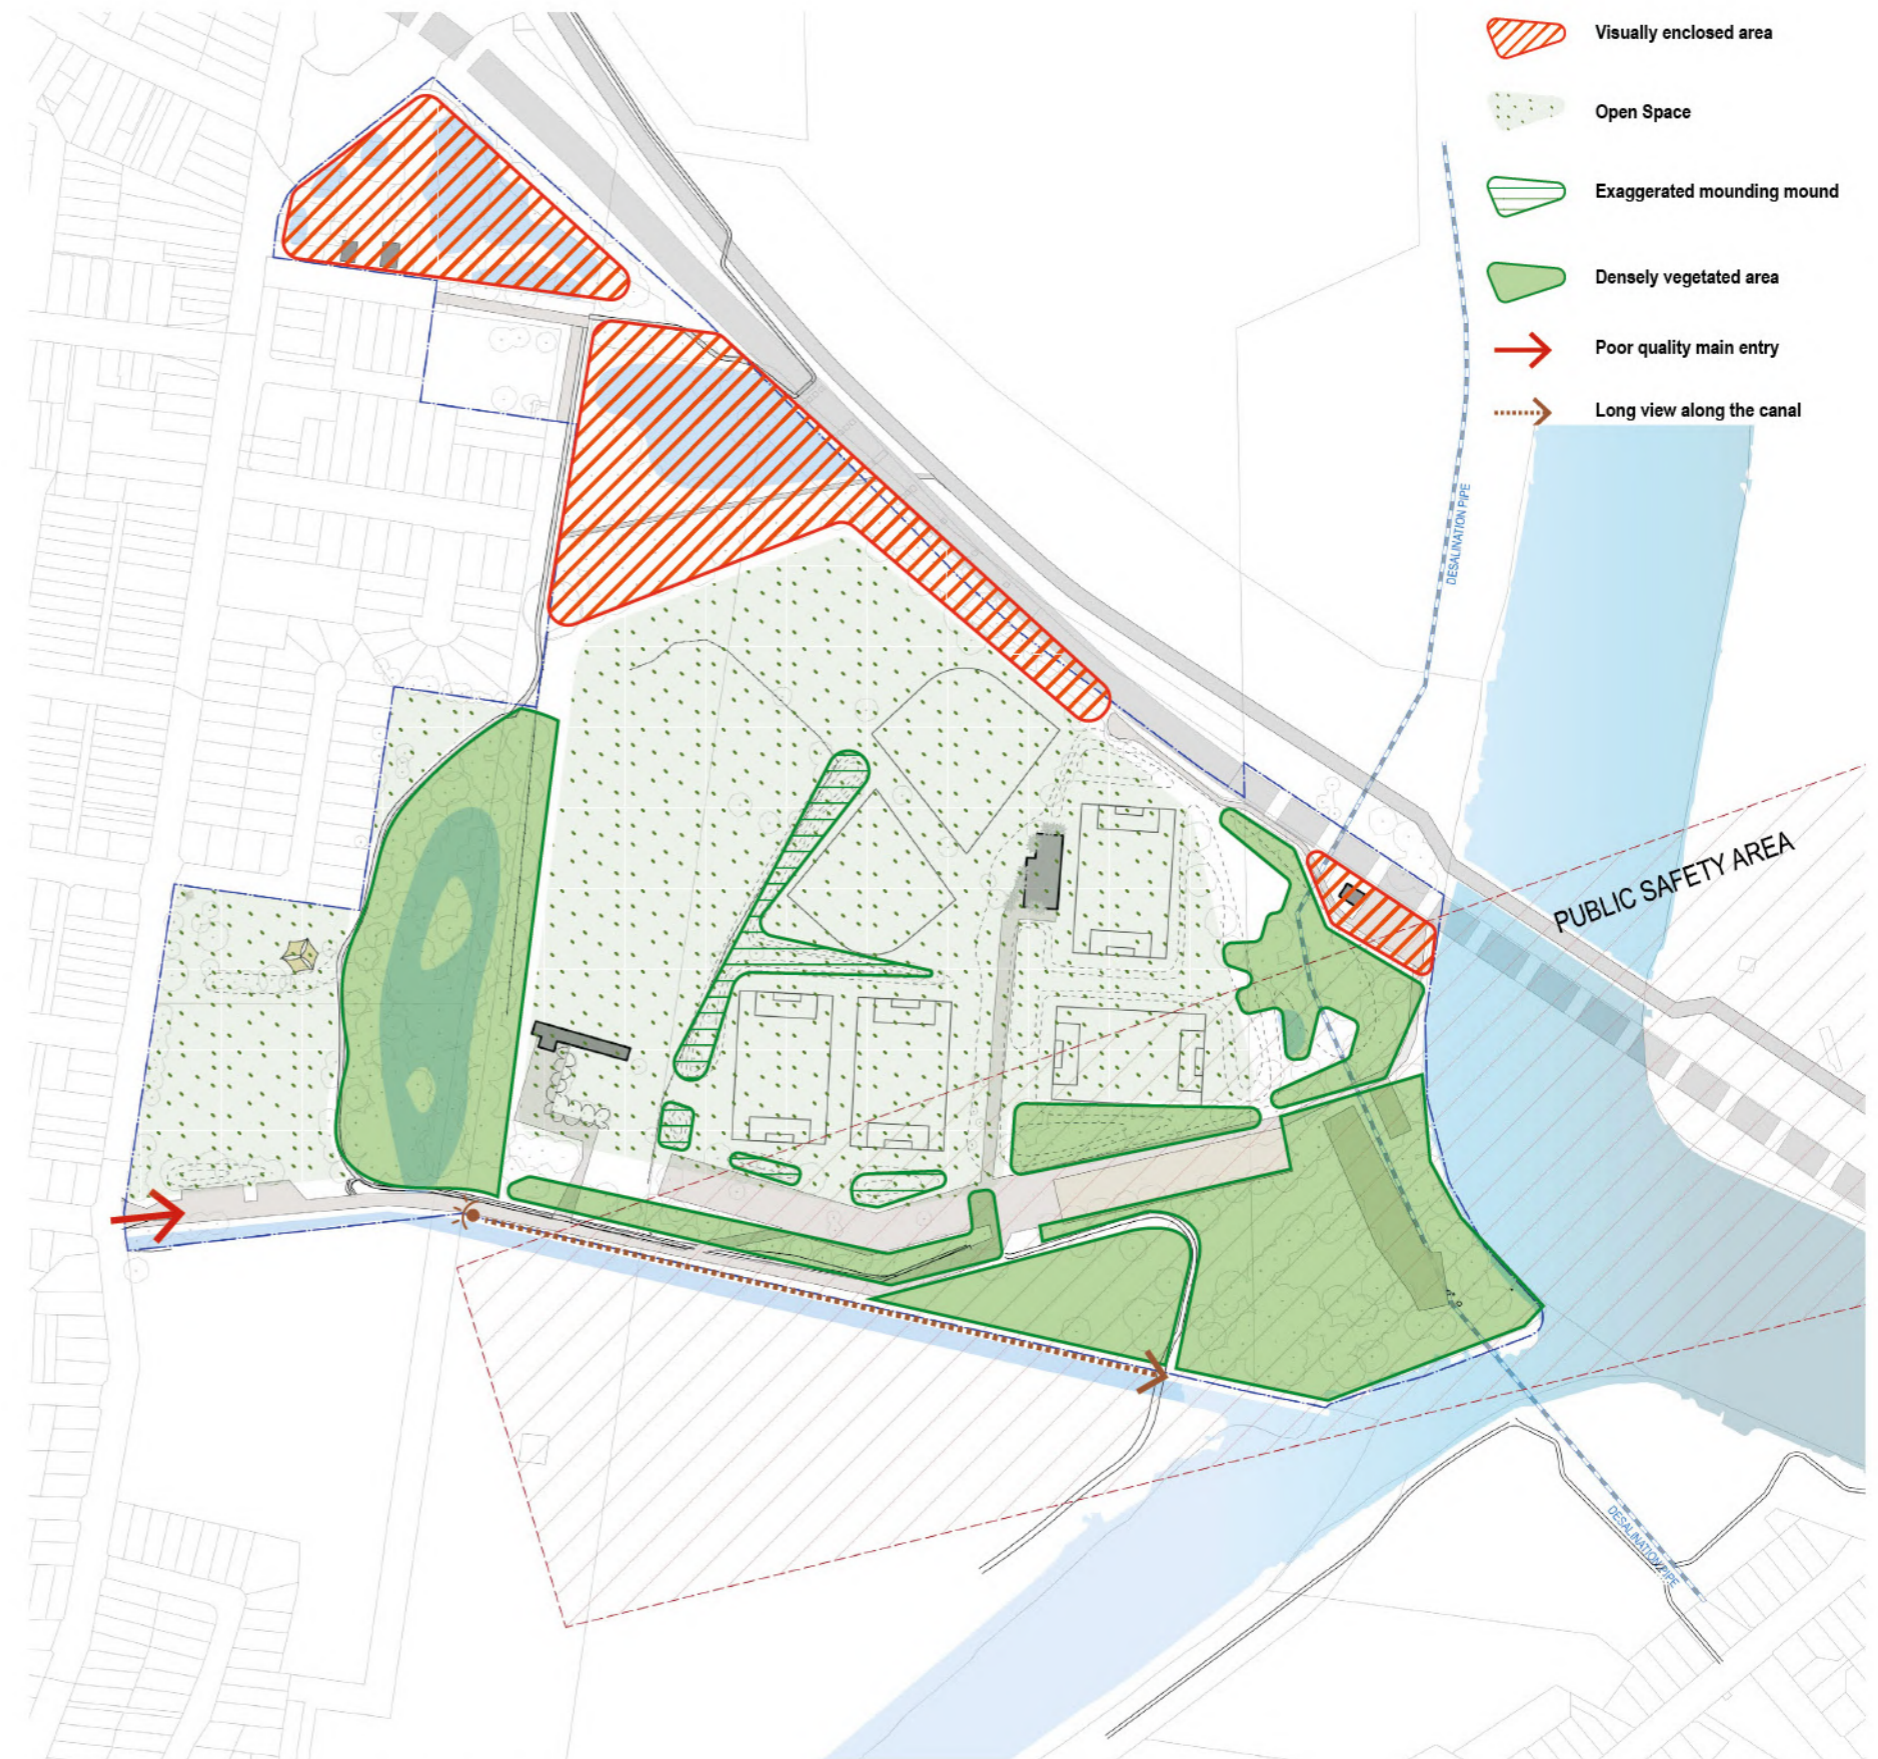 Visually enclosed area
Open Space
Exaggerated mounding mound
Densely vegetated area
Poor quality main entry
Long view along the canal
DESALINATION PIPE
PUBLIC SAFETY AREA
DESALINATION PIPE